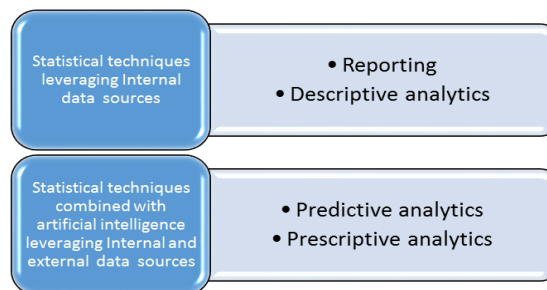 Statistical techniques
leveraging Internal
data sources
• Reporting
• Descriptive analytics
Statistical techniques
combined with
artificial intelligence
leveraging Internal and
external data sources
• Predictive analytics
• Prescriptive analytics